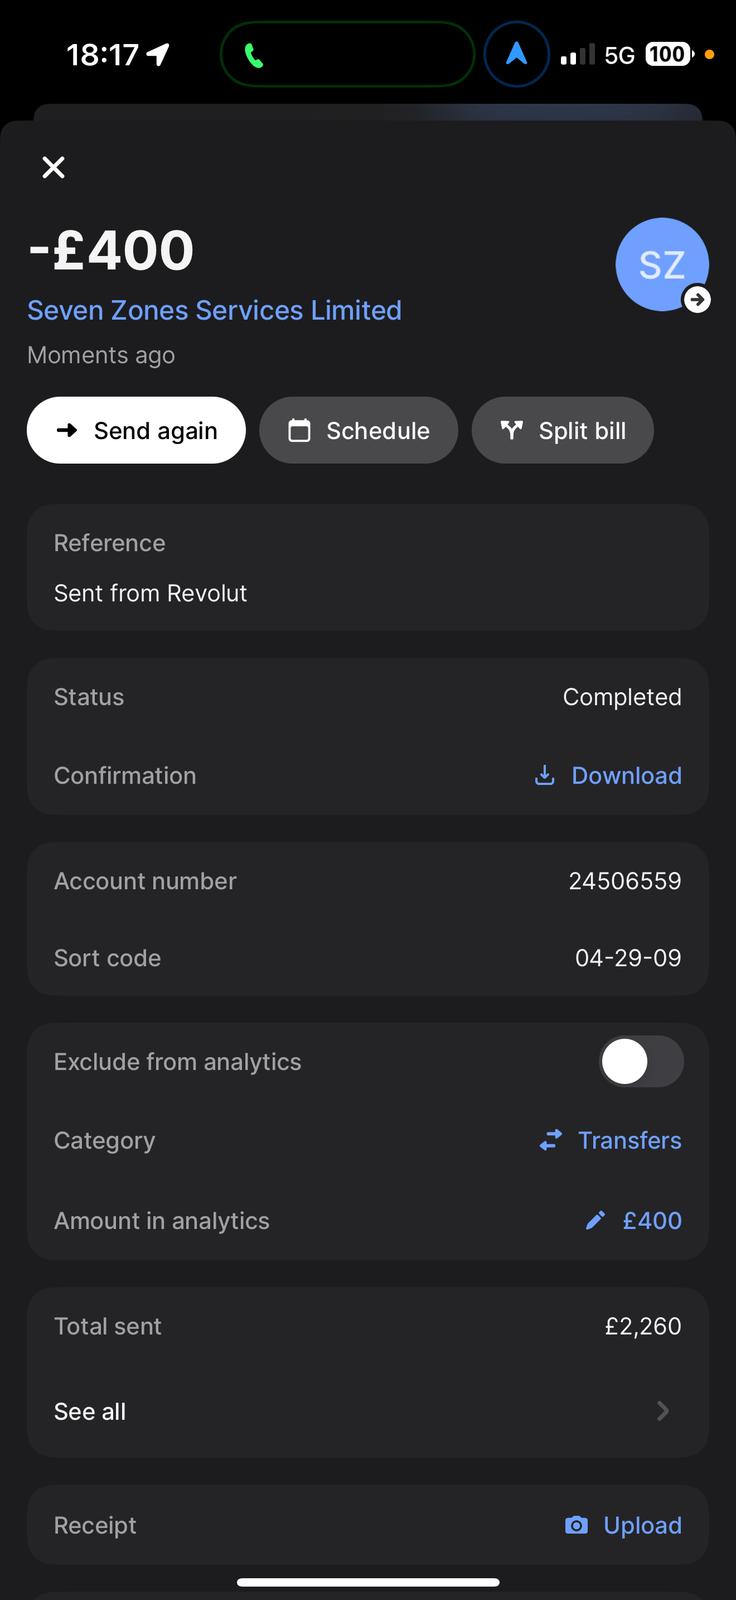 18:17
5G
100
-£400
SZ
Seven Zones Services Limited
Moments ago
Send again
Schedule
Split bill
Reference
Sent from Revolut
Status
Completed
Confirmation
Download
Account number
24506559
Sort code
04-29-09
Exclude from analytics
Category
Transfers
Amount in analytics
£400
Total sent
£2,260
See all
Receipt
Upload